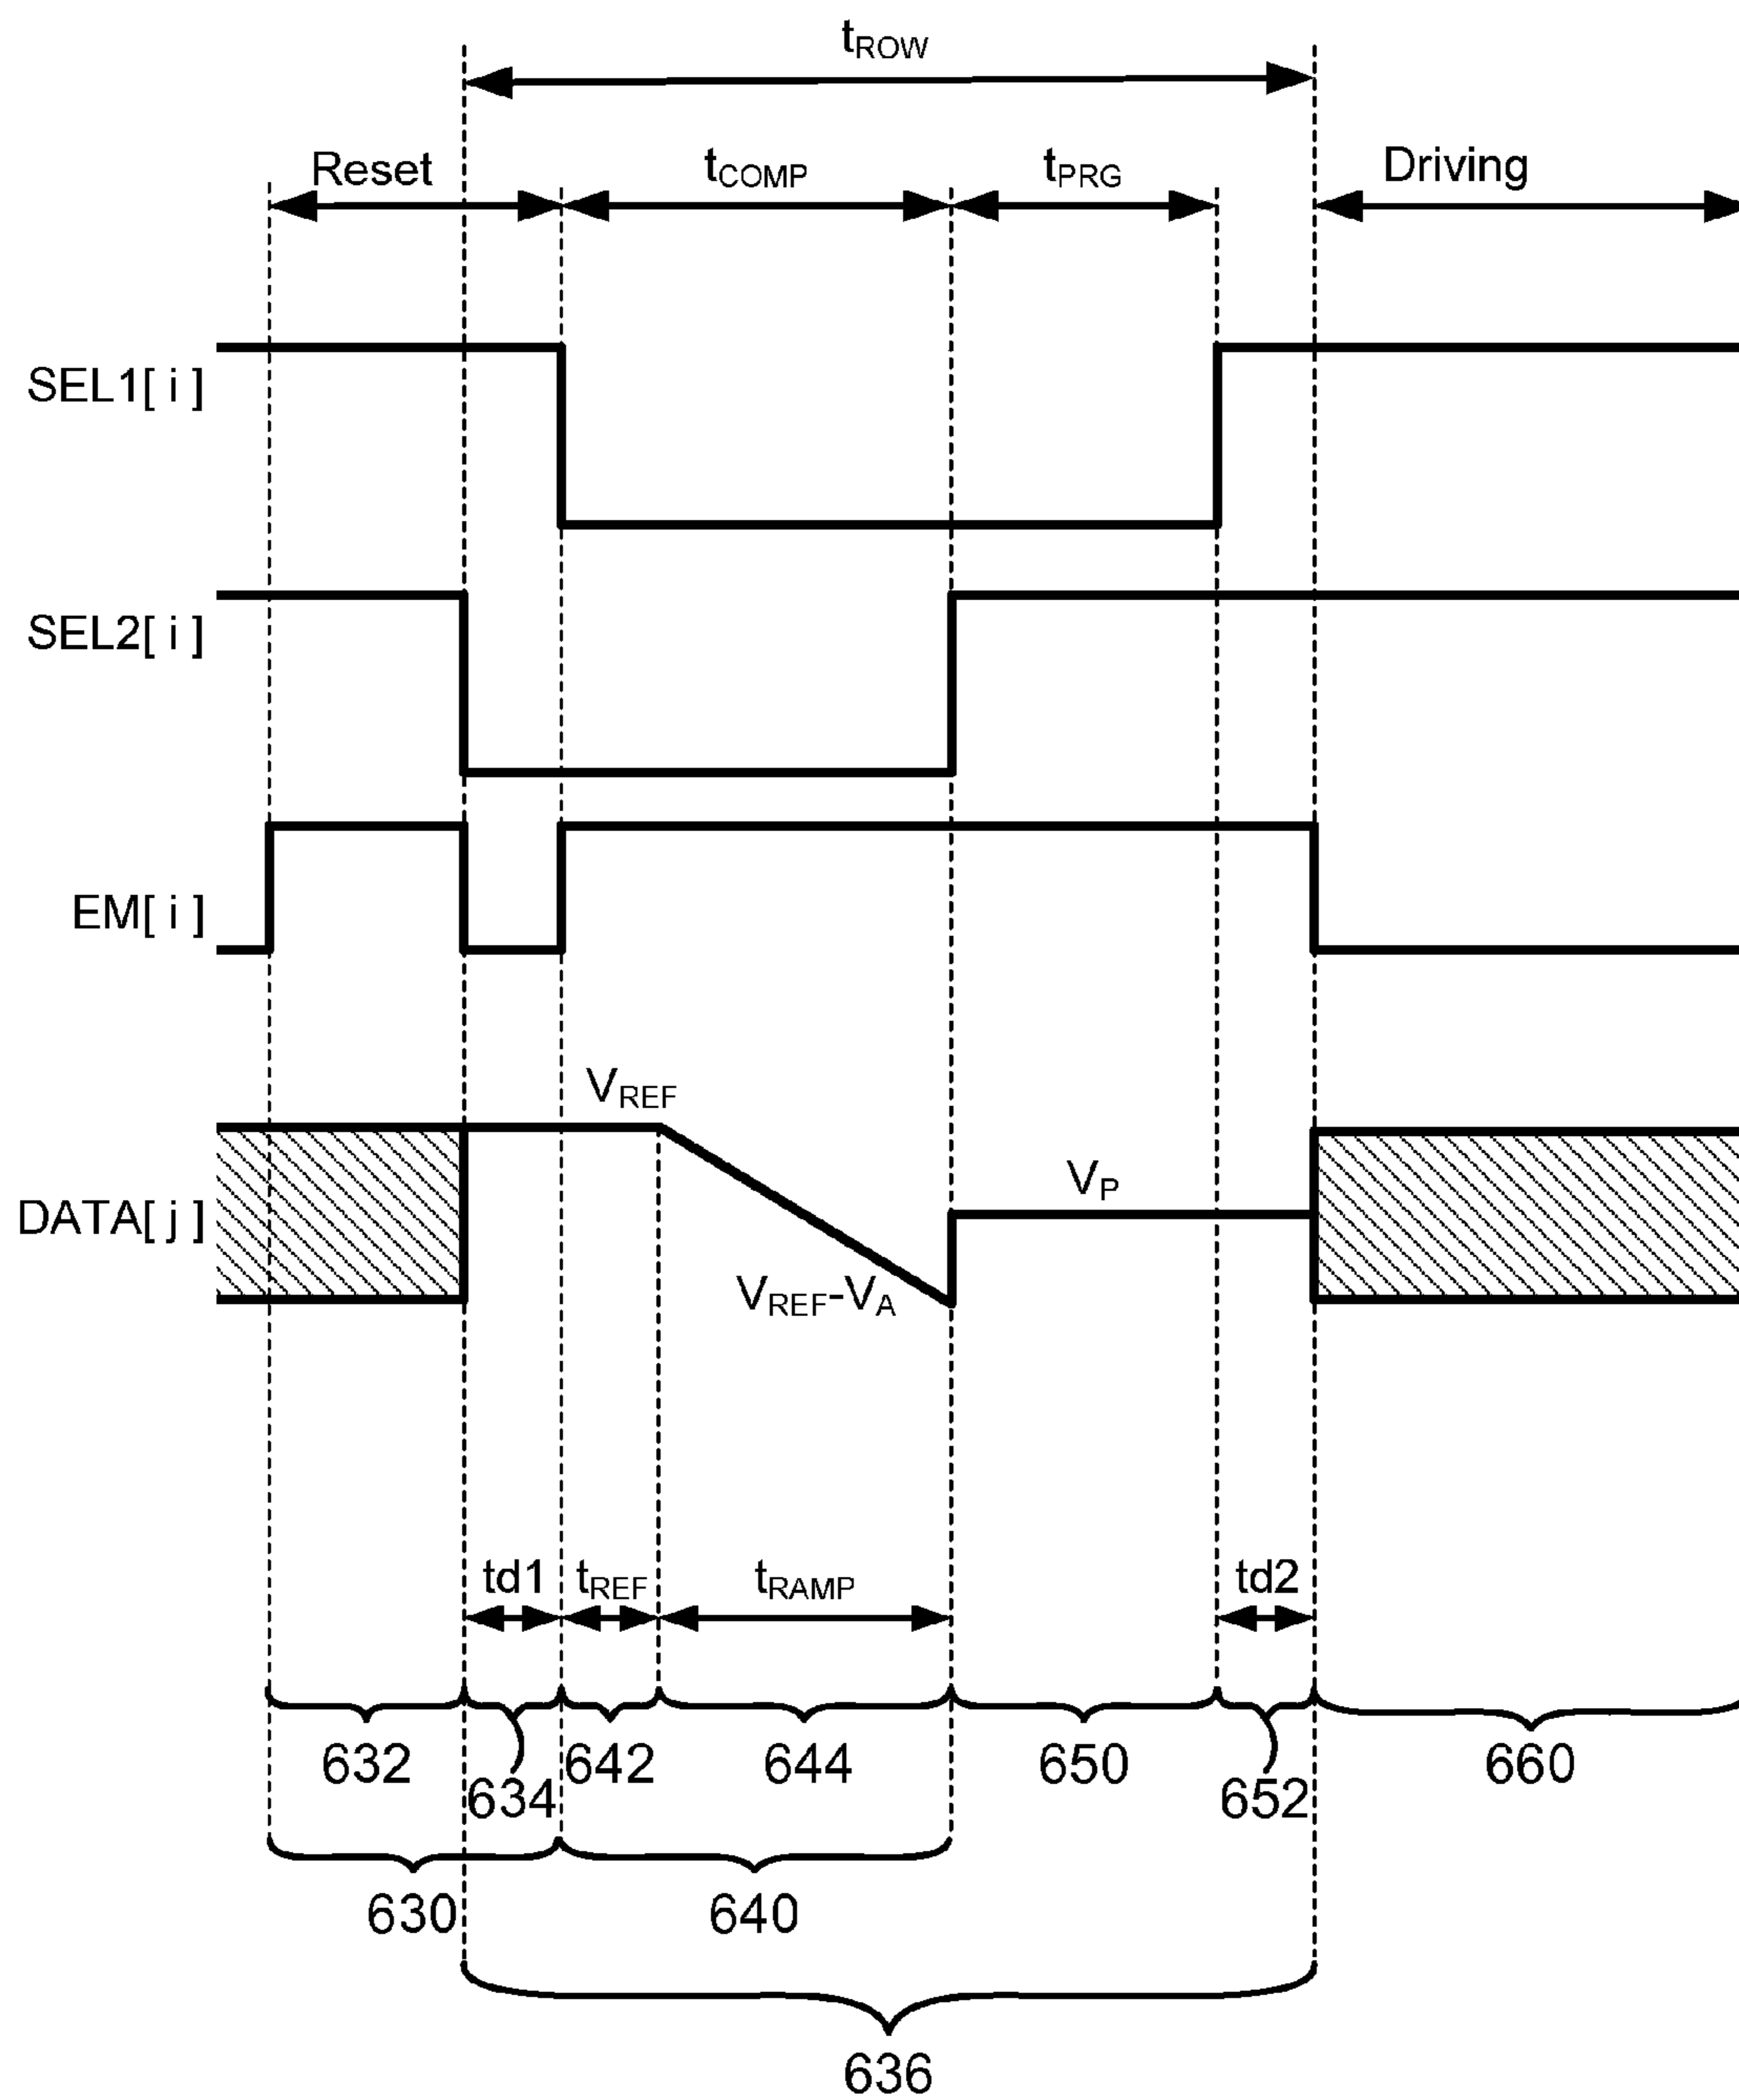 tROW
Reset tCOMP tPRG Driving
SEL1[ i ]
SEL2[ i ]
EM[ i ]
VREF
DATA[ j ]
VP
VREF-VA
td1 tREF tRAMP td2
632 634 642 644 650 652 660
630 640
636